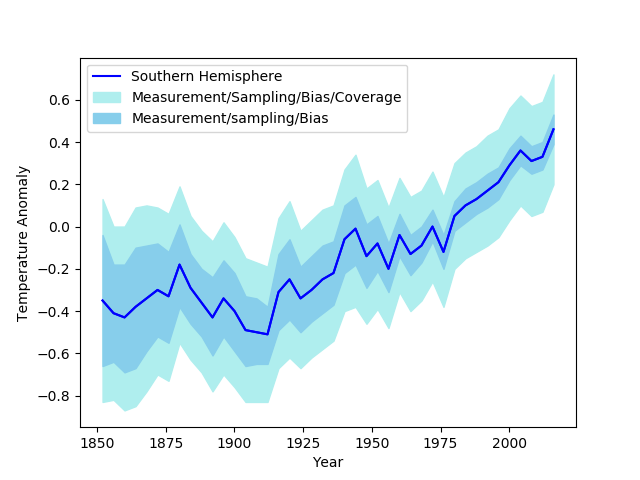 Southern Hemisphere
Measurement/Sampling/Bias/Coverage
Measurement/sampling/Bias
Temperature Anomaly
0.6
0.4
0.2
0.0
−0.2
−0.4
−0.6
−0.8
1850 1875 1900 1925 1950 1975 2000
Year